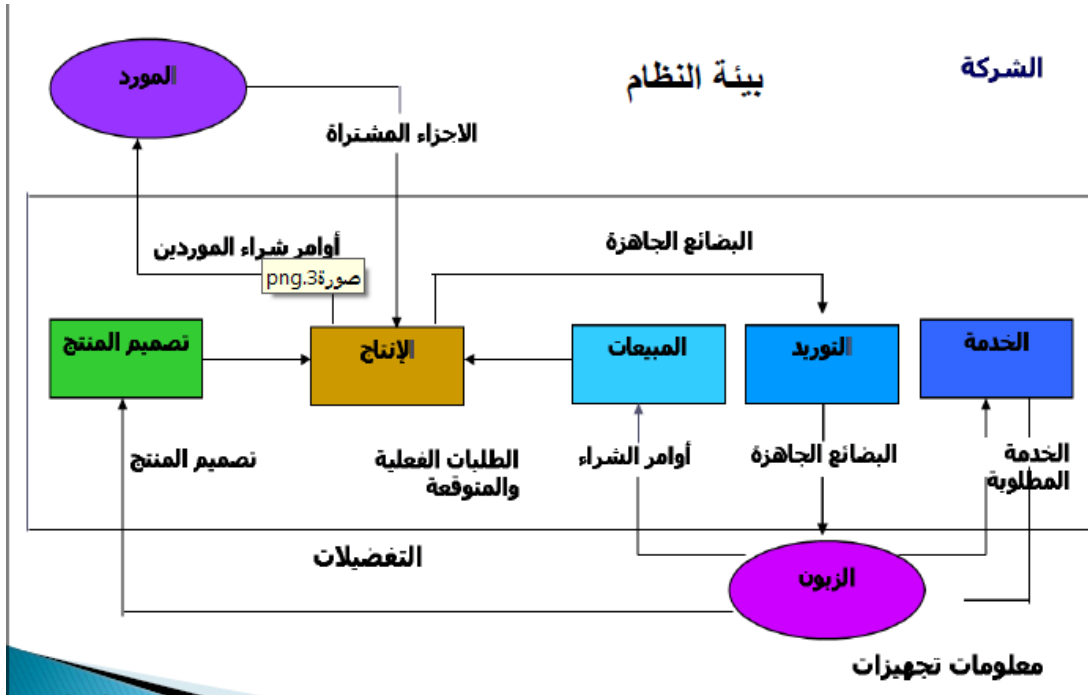 الشركة
بيئة النظام
المورد
الاجزاء المشتراة
البضائع الجاهزة
أوامر شراء الموردين
صورة3.png
الخدمة
التوريد
المبيعات
الإنتاج
تصميم المنتج
الخدمة
المطلوبة
البضائع الجاهزة
أوامر الشراء
الطلبات الفعلية
والمتوقعة
تصميم المنتج
التفضيلات
الزبون
معلومات تجهيزات